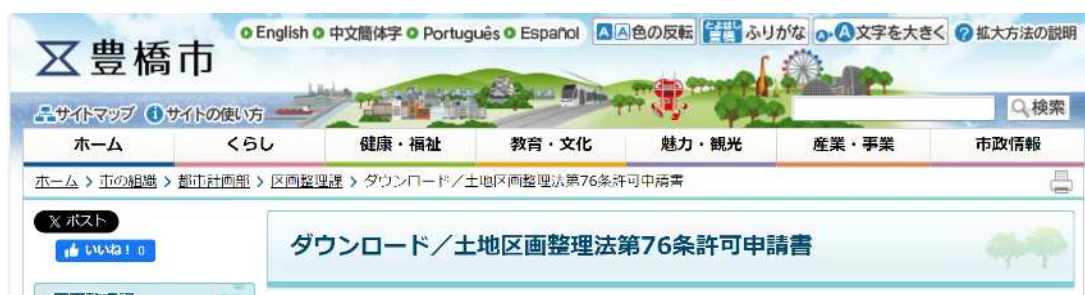 English 中文簡体字 Português Español A A 色の反転 とよはし 豊橋 ふりがな A A 文字を大きく ? 拡大方法の説明
豊橋市
サイトマップ サイトの使い方 検索
ホーム くらし 健康・福祉 教育・文化 魅力・観光 産業・事業 市政情報
ホーム > 市の組織 > 都市計画部 > 区画整理課 > ダウンロード/土地区画整理法第76条許可申請書
X ポスト
いいね! 0
ダウンロード/土地区画整理法第76条許可申請書